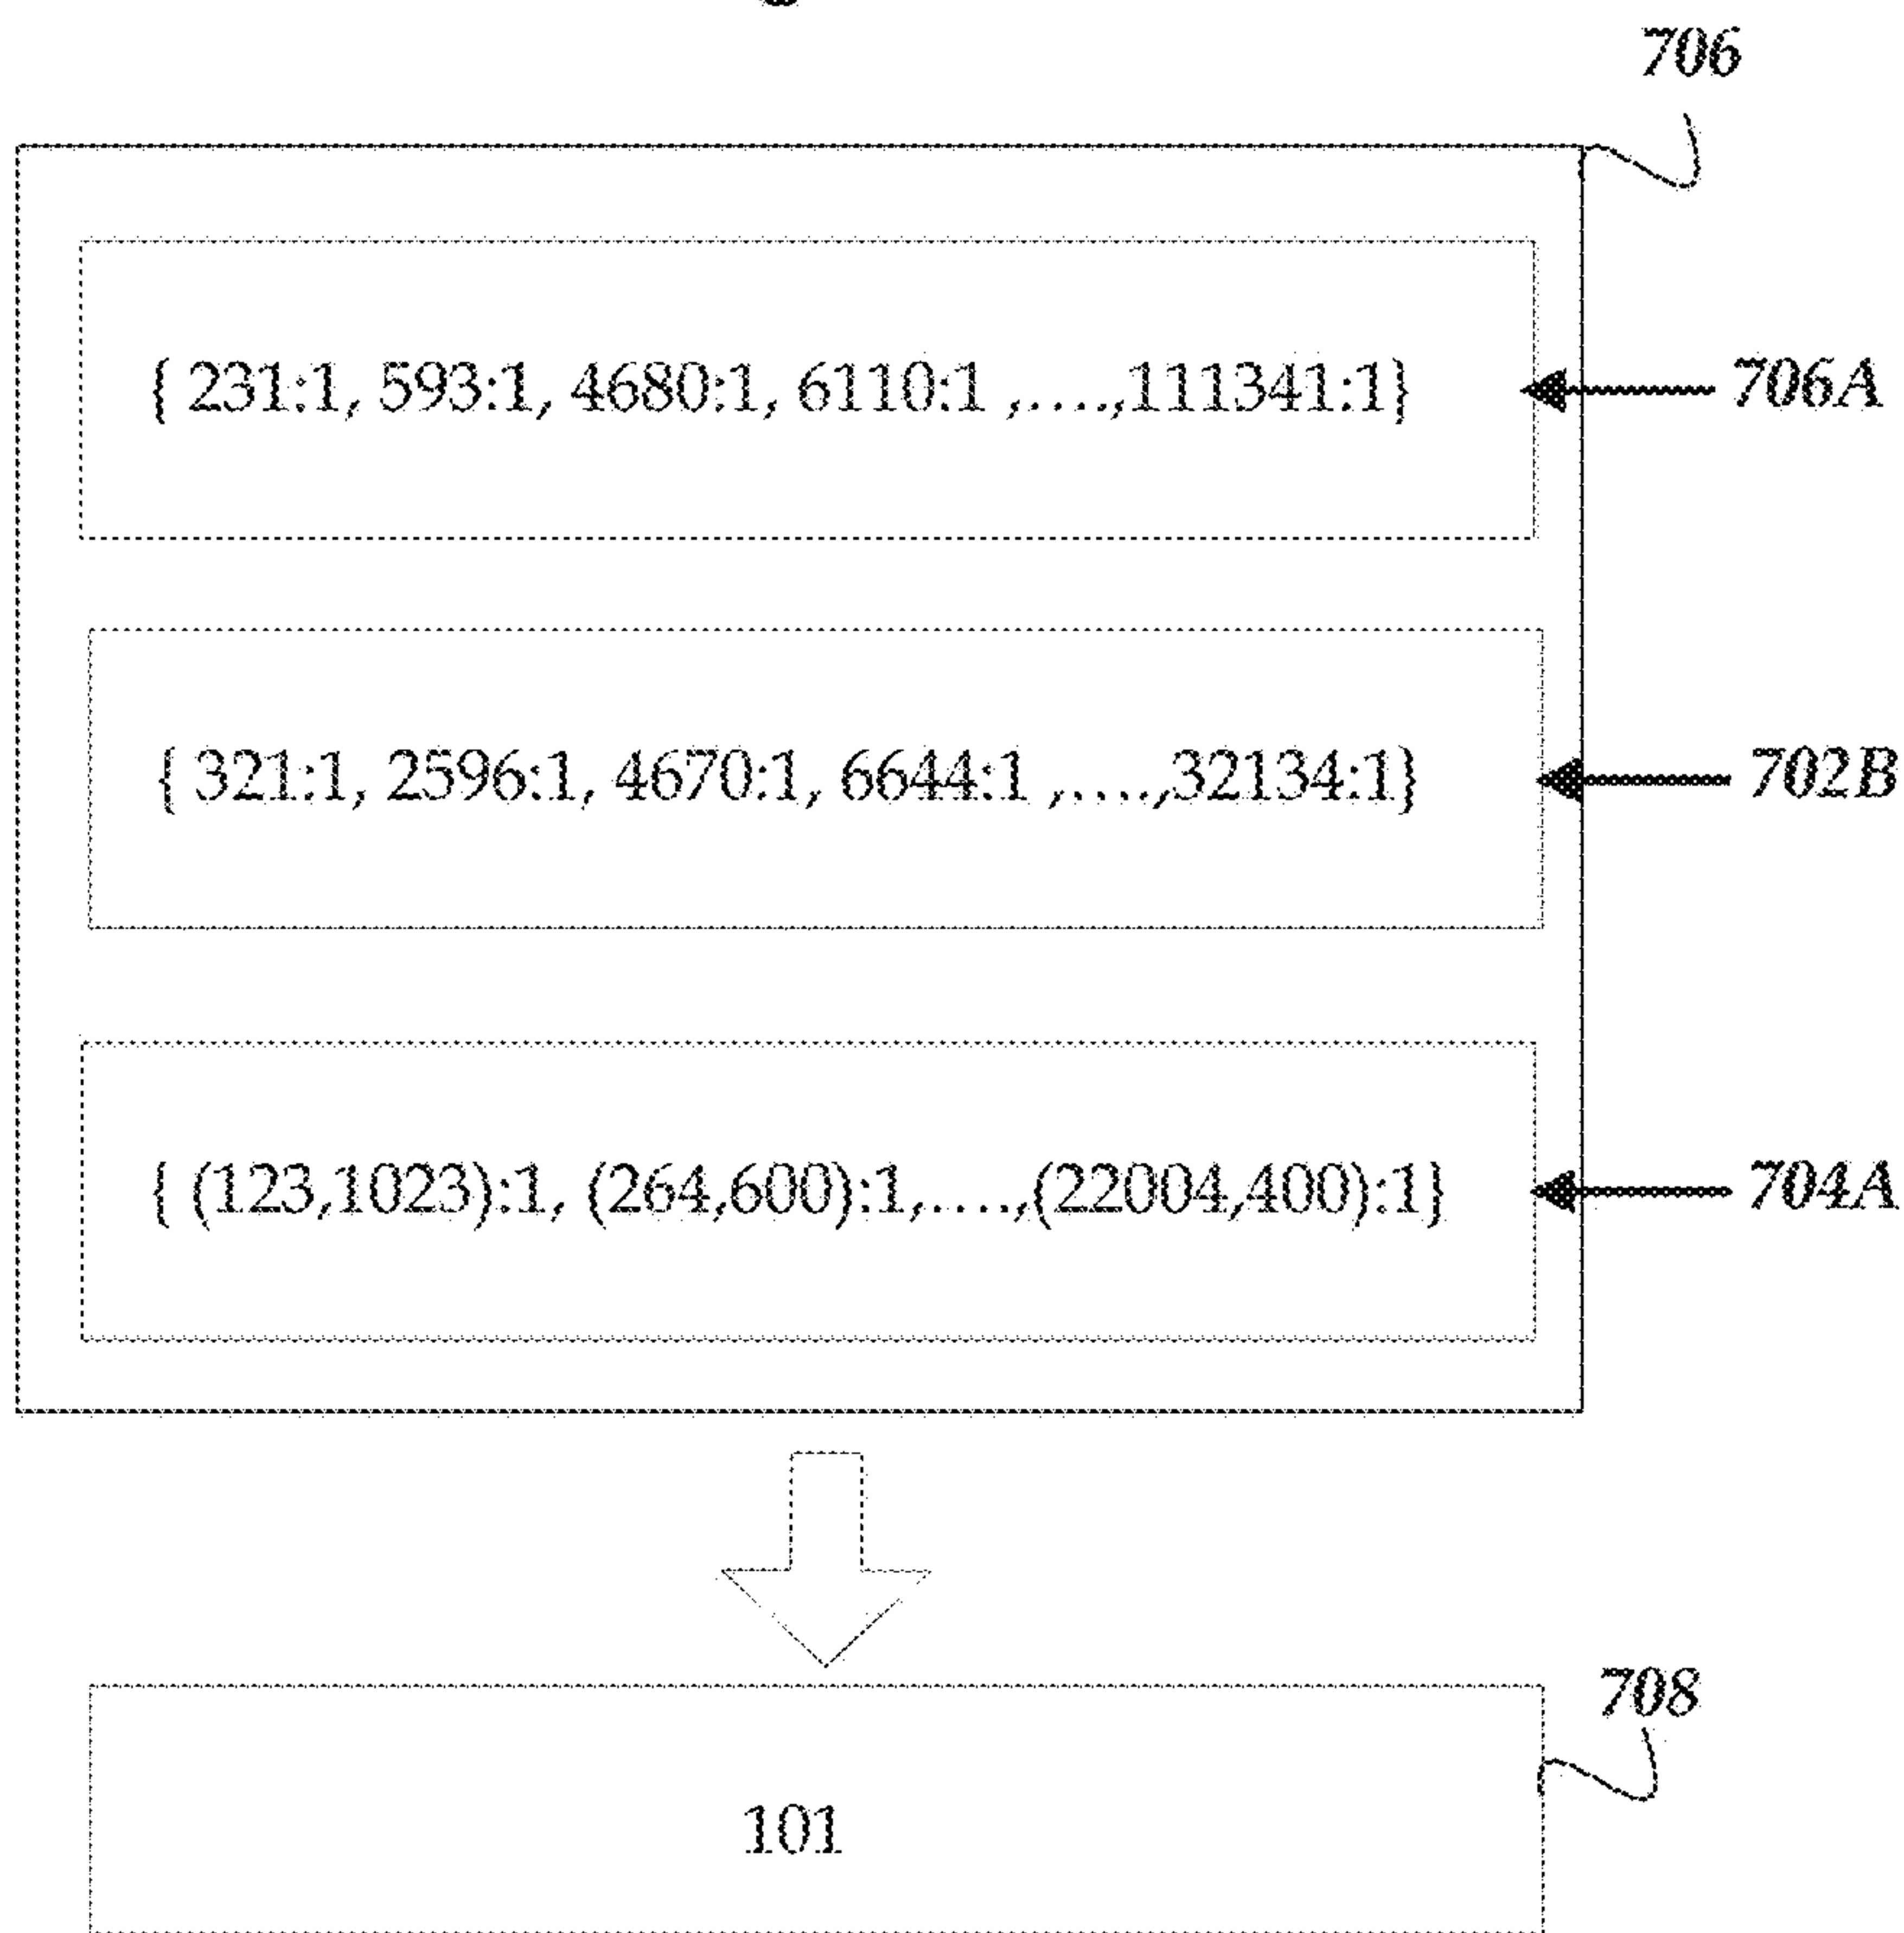 706
{ 231:1, 593:1, 4680:1, 6110:1 ,....,111341:1}
706A
{ 321:1, 2596:1, 4670:1, 6644:1 ,....,32134:1}
702B
{ (123,1023):1, (264,600):1,....,(22004,400):1}
704A
708
101